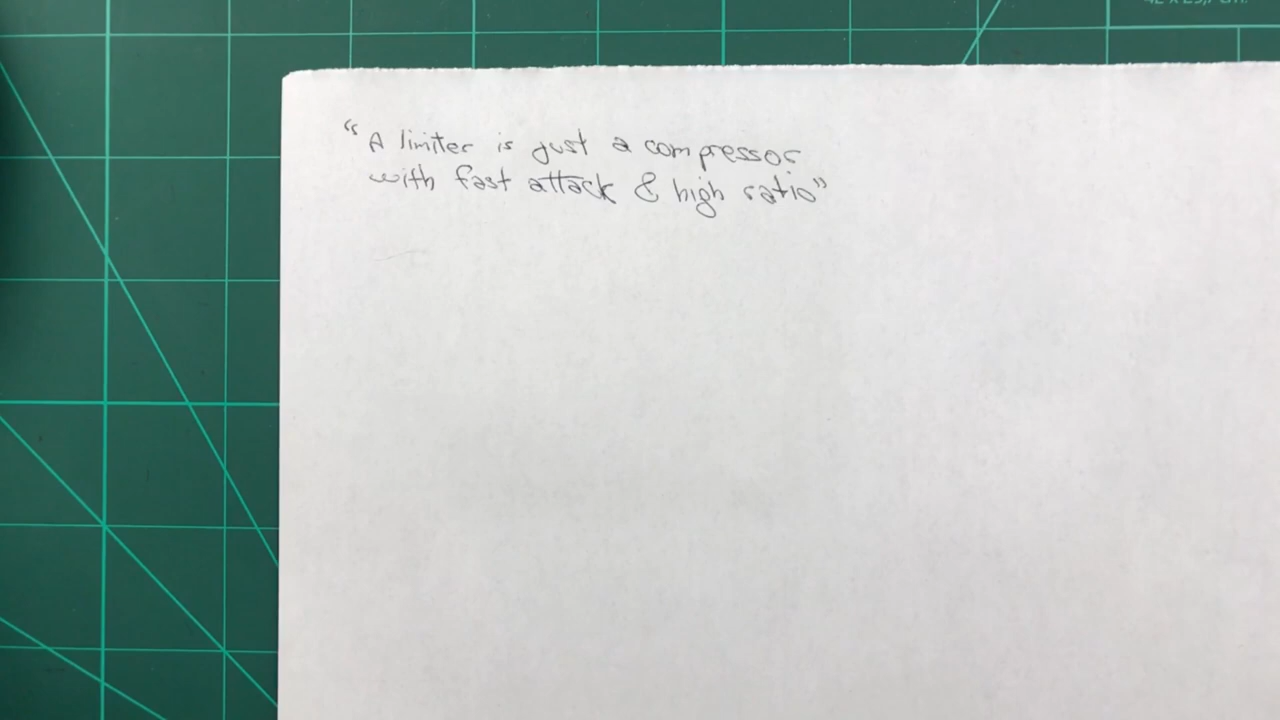 “A limiter is just a compressor
with fast attack & high ratio”